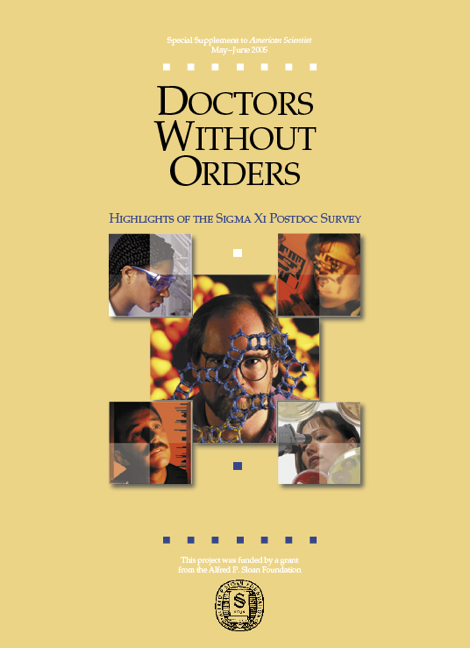 Special Supplement to American Scientist
May–June 2005
DOCTORS
WITHOUT
ORDERS
HIGHLIGHTS OF THE SIGMA XI POSTDOC SURVEY
This project was funded by a grant
from the Alfred P. Sloan Foundation